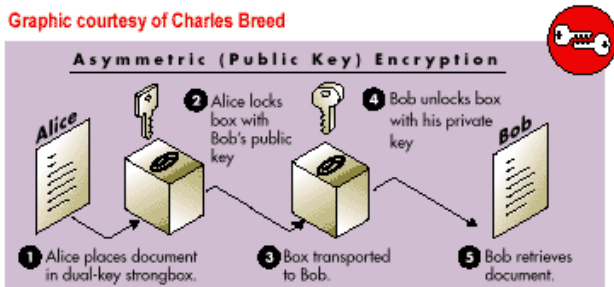 Graphic courtesy of Charles Breed
Asymmetric (Public Key) Encryption
Alice
2 Alice locks
box with
Bob's public
key
4 Bob unlocks box
with his private
key
Bob
1 Alice places document
in dual-key strongbox.
3 Box transported
to Bob.
5 Bob retrieves
document.